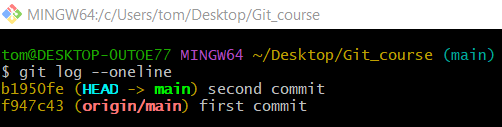 MINGW64:/c/Users/tom/Desktop/Git_course
tom@DESKTOP-OUTOE77 MINGW64 ~/Desktop/Git_course (main)
$ git log --oneline
b1950fe (HEAD -> main) second commit
f947c43 (origin/main) first commit